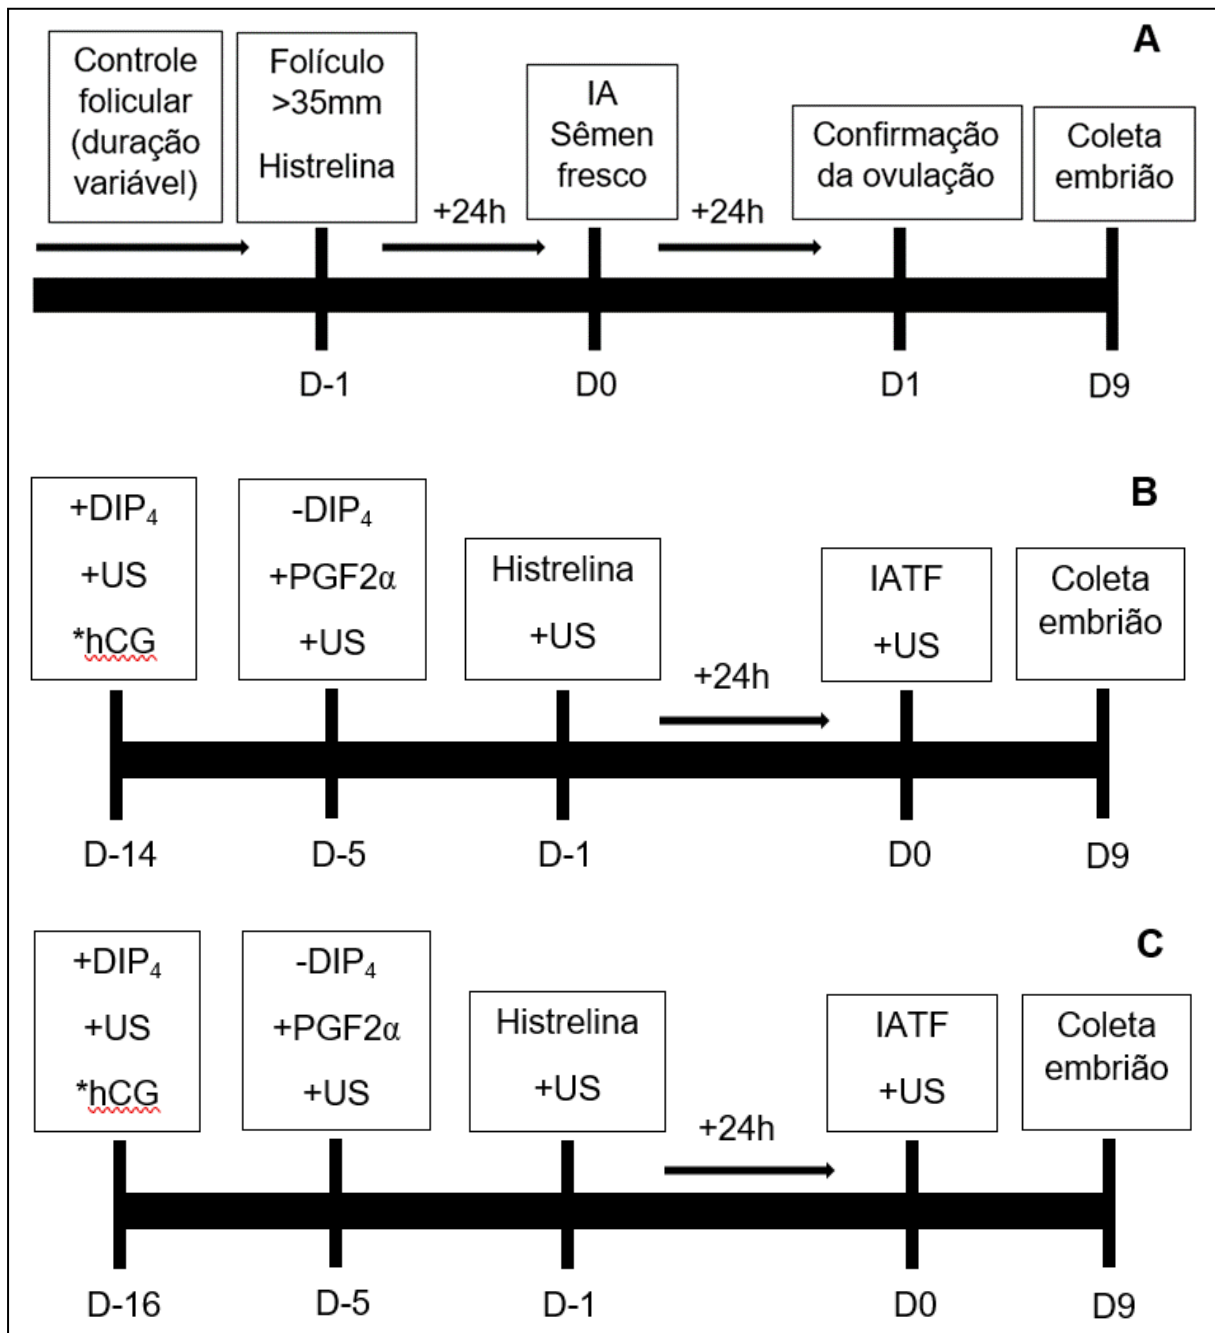 A
Controle
folicular
(duração
variável)
Folículo
>35mm
Histrelina
IA
Sêmen
fresco
Confirmação
da ovulação
Coleta
embrião
+24h
+24h
D-1
D0
D1
D9
B
+DIP₄
+US
*hCG
-DIP₄
+PGF2α
+US
Histrelina
+US
IATF
+US
Coleta
embrião
+24h
D-14
D-5
D-1
D0
D9
C
+DIP₄
+US
*hCG
-DIP₄
+PGF2α
+US
Histrelina
+US
IATF
+US
Coleta
embrião
+24h
D-16
D-5
D-1
D0
D9